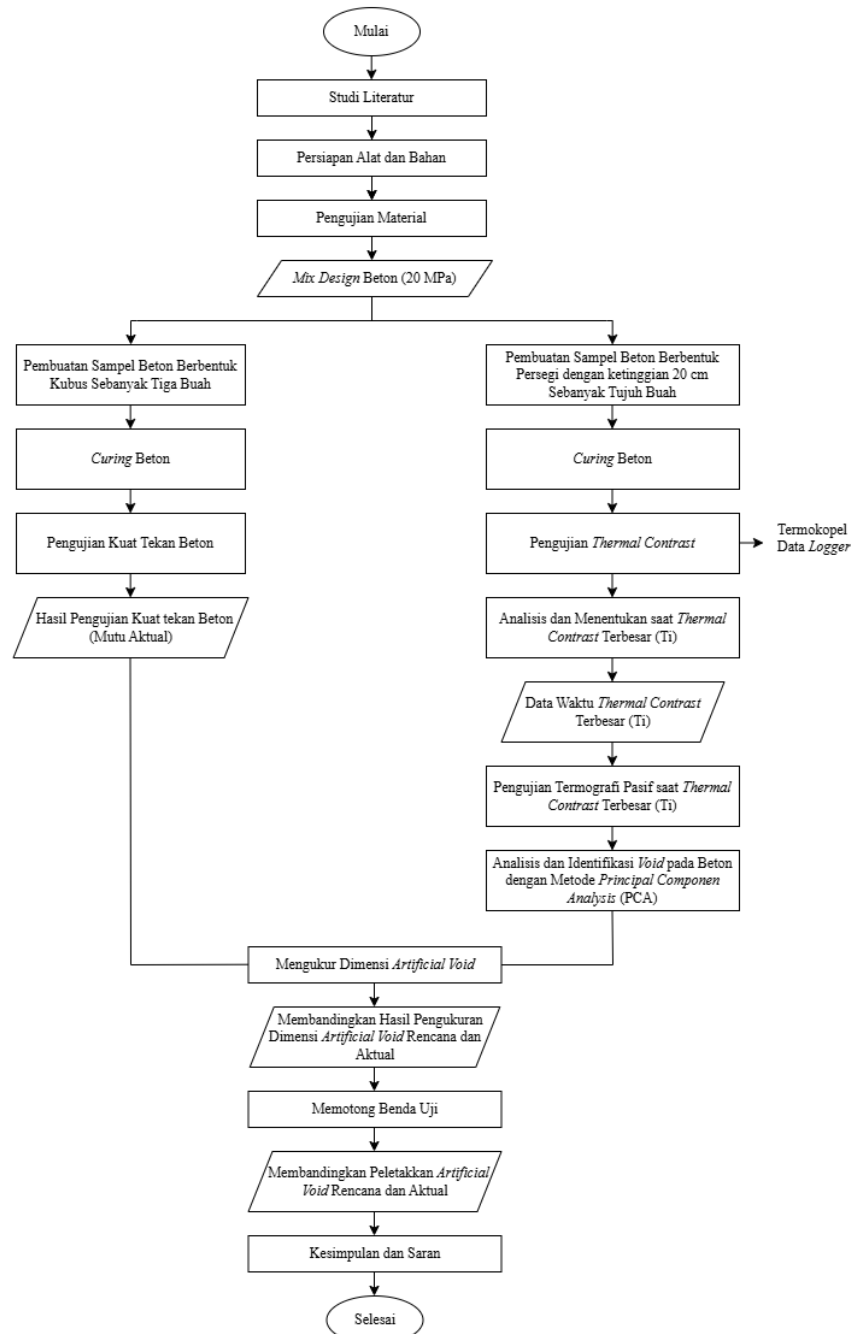 Mulai
Studi Literatur
Persiapan Alat dan Bahan
Pengujian Material
Mix Design Beton (20 MPa)
Pembuatan Sampel Beton Berbentuk
Kubus Sebanyak Tiga Buah
Curing Beton
Pengujian Kuat Tekan Beton
Hasil Pengujian Kuat tekan Beton
(Mutu Aktual)
Pembuatan Sampel Beton Berbentuk
Persegi dengan ketinggian 20 cm
Sebanyak Tujuh Buah
Curing Beton
Pengujian Thermal Contrast
Termokopel
Data Logger
Analisis dan Menentukan saat Thermal
Contrast Terbesar (Ti)
Data Waktu Thermal Contrast
Terbesar (Ti)
Pengujian Termografi Pasif saat Thermal
Contrast Terbesar (Ti)
Analisis dan Identifikasi Void pada Beton
dengan Metode Principal Componen
Analysis (PCA)
Mengukur Dimensi Artificial Void
Membandingkan Hasil Pengukuran
Dimensi Artificial Void Rencana dan
Aktual
Memotong Benda Uji
Membandingkan Peletakkan Artificial
Void Rencana dan Aktual
Kesimpulan dan Saran
Selesai